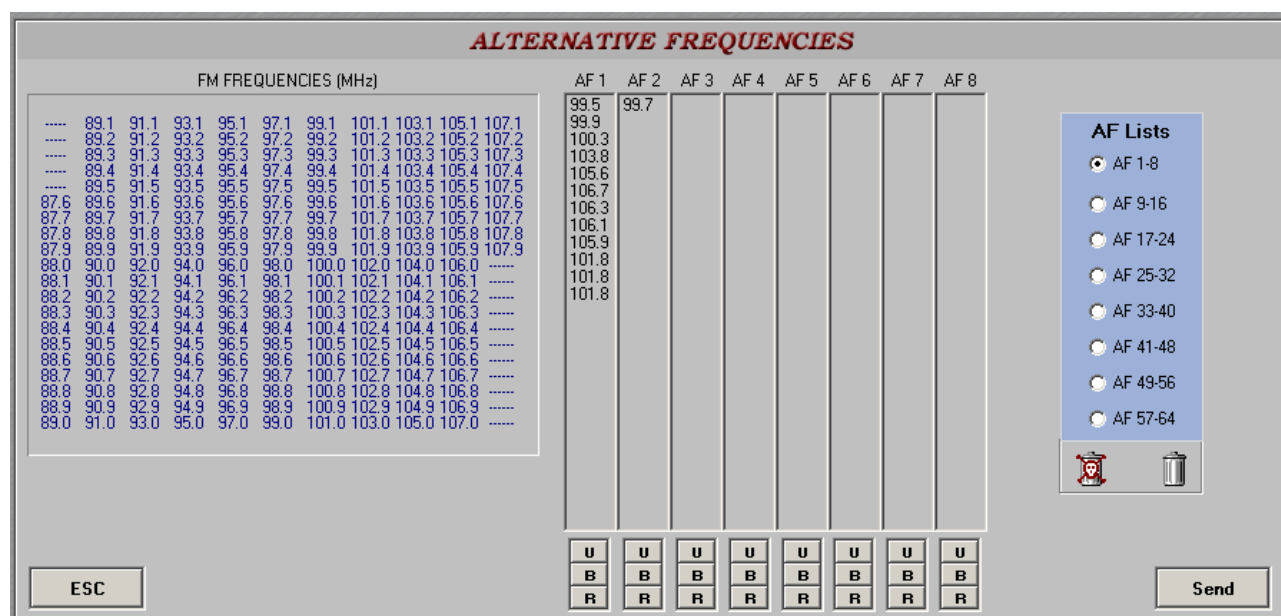 ALTERNATIVE FREQUENCIES
FM FREQUENCIES (MHz)
----- 89.1 91.1 93.1 95.1 97.1 99.1 101.1 103.1 105.1 107.1
----- 89.2 91.2 93.2 95.2 97.2 99.2 101.2 103.2 105.2 107.2
----- 89.3 91.3 93.3 95.3 97.3 99.3 101.3 103.3 105.3 107.3
----- 89.4 91.4 93.4 95.4 97.4 99.4 101.4 103.4 105.4 107.4
----- 89.5 91.5 93.5 95.5 97.5 99.5 101.5 103.5 105.5 107.5
87.6 89.6 91.6 93.6 95.6 97.6 99.6 101.6 103.6 105.6 107.6
87.7 89.7 91.7 93.7 95.7 97.7 99.7 101.7 103.7 105.7 107.7
87.8 89.8 91.8 93.8 95.8 97.8 99.8 101.8 103.8 105.8 107.8
87.9 89.9 91.9 93.9 95.9 97.9 99.9 101.9 103.9 105.9 107.9
88.0 90.0 92.0 94.0 96.0 98.0 100.0 102.0 104.0 106.0 -----
88.1 90.1 92.1 94.1 96.1 98.1 100.1 102.1 104.1 106.1 -----
88.2 90.2 92.2 94.2 96.2 98.2 100.2 102.2 104.2 106.2 -----
88.3 90.3 92.3 94.3 96.3 98.3 100.3 102.3 104.3 106.3 -----
88.4 90.4 92.4 94.4 96.4 98.4 100.4 102.4 104.4 106.4 -----
88.5 90.5 92.5 94.5 96.5 98.5 100.5 102.5 104.5 106.5 -----
88.6 90.6 92.6 94.6 96.6 98.6 100.6 102.6 104.6 106.6 -----
88.7 90.7 92.7 94.7 96.7 98.7 100.7 102.7 104.7 106.7 -----
88.8 90.8 92.8 94.8 96.8 98.8 100.8 102.8 104.8 106.8 -----
88.9 90.9 92.9 94.9 96.9 98.9 100.9 102.9 104.9 106.9 -----
89.0 91.0 93.0 95.0 97.0 99.0 101.0 103.0 105.0 107.0 -----
AF 1 AF 2 AF 3 AF 4 AF 5 AF 6 AF 7 AF 8
99.5 99.7
99.9
100.3
103.8
105.6
106.7
106.3
106.1
105.9
101.8
101.8
101.8
U U U U U U U U
B B B B B B B B
R R R R R R R R
AF Lists
AF 1-8
AF 9-16
AF 17-24
AF 25-32
AF 33-40
AF 41-48
AF 49-56
AF 57-64
ESC
Send